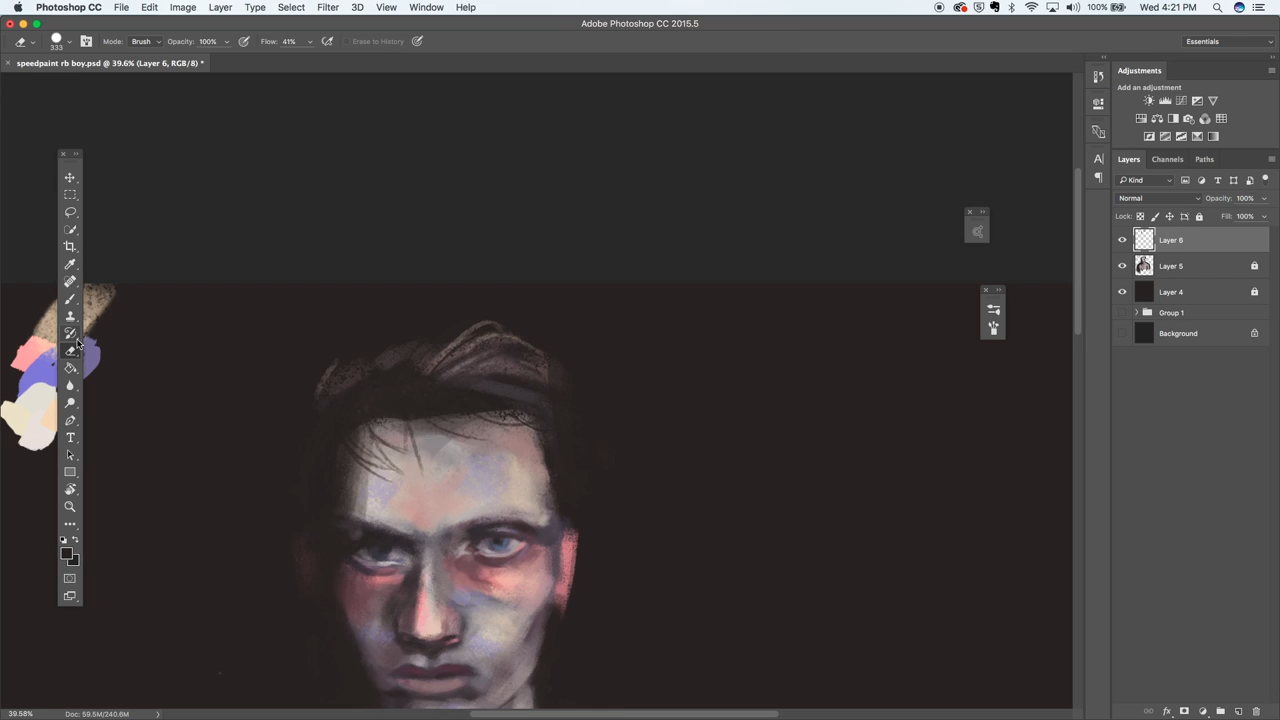 Photoshop CC File Edit Image Layer Type Select Filter 3D View Window Help 100% Wed 4:21 PM
Adobe Photoshop CC 2015.5
333 Mode: Brush Opacity: 100% Flow: 41% Erase to History Essentials
speedpaint rb boy.psd @ 39.6% (Layer 6, RGB/8) *
Adjustments
Add an adjustment
Layers Channels Paths
Kind
Normal Opacity: 100%
Lock: Fill: 100%
Layer 6
Layer 5
Layer 4
Group 1
Background
39.58% Doc: 59.5M/240.6M